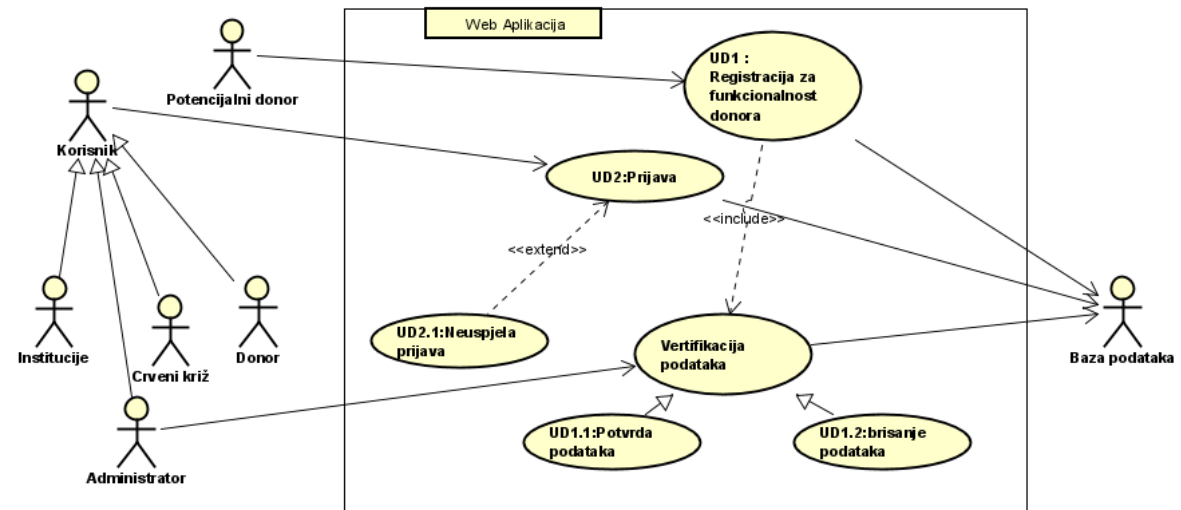 Web Aplikacija
Potencijalni donor
UD1 :
Registracija za
funkcionalnost
donora
Korisnik
UD2:Prijava
<<include>>
<<extend>>
Institucije
Crveni križ
Donor
UD2.1:Neuspjela
prijava
Vertifikacija
podataka
Baza podataka
UD1.1:Potvrda
podataka
UD1.2:brisanje
podataka
Administrator